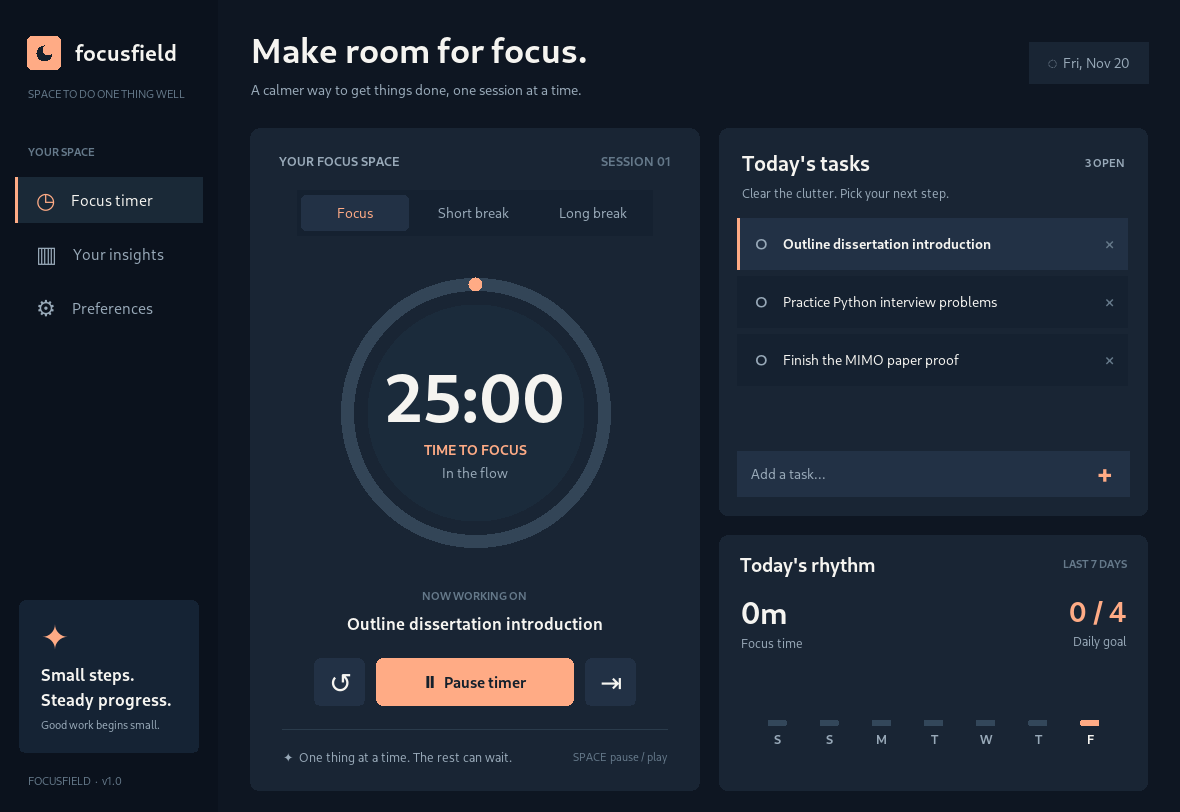 focusfield
SPACE TO DO ONE THING WELL
YOUR SPACE
Focus timer
Your insights
Preferences
Small steps.
Steady progress.
Good work begins small.
FOCUSFIELD · v1.0
Make room for focus.
A calmer way to get things done, one session at a time.
Fri, Nov 20
YOUR FOCUS SPACE
SESSION 01
Focus
Short break
Long break
25:00
TIME TO FOCUS
In the flow
NOW WORKING ON
Outline dissertation introduction
Pause timer
One thing at a time. The rest can wait.
SPACE pause / play
Today's tasks
3 OPEN
Clear the clutter. Pick your next step.
Outline dissertation introduction
Practice Python interview problems
Finish the MIMO paper proof
Add a task...
Today's rhythm
LAST 7 DAYS
0m
0 / 4
Focus time
Daily goal
S S M T W T F